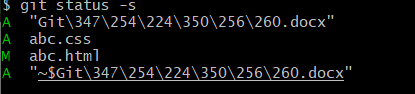 $ git status -s
A  "Git\347\254\224\350\256\260.docx"
A  abc.css
M  abc.html
A  "~$Git\347\254\224\350\256\260.docx"